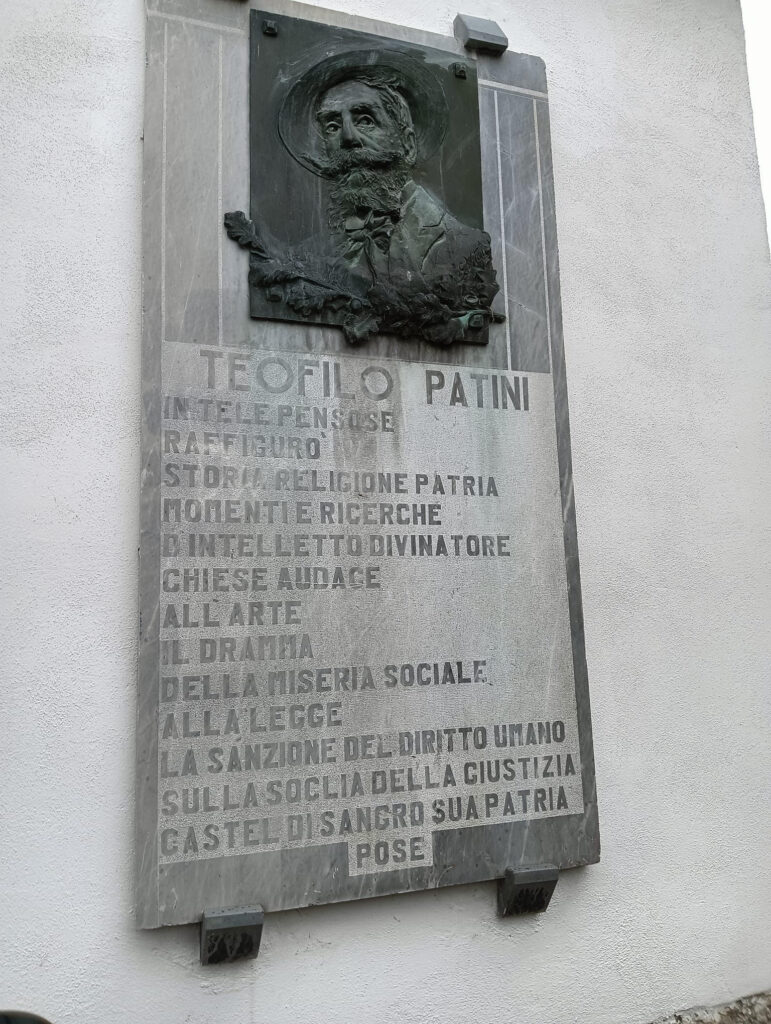 TEOFILO PATINI
IN TELE PENSOSE
RAFFIGURO'
STORIA RELIGIONE PATRIA
MOMENTI E RICERCHE
D INTELLETTO DIVINATORE
CHIESE AUDACE
ALL'ARTE
IL DRAMMA
DELLA MISERIA SOCIALE
ALLA LEGGE
LA SANZIONE DEL DIRITTO UMANO
SULLA SOGLIA DELLA GIUSTIZIA
CASTEL DI SANGRO SUA PATRIA
POSE